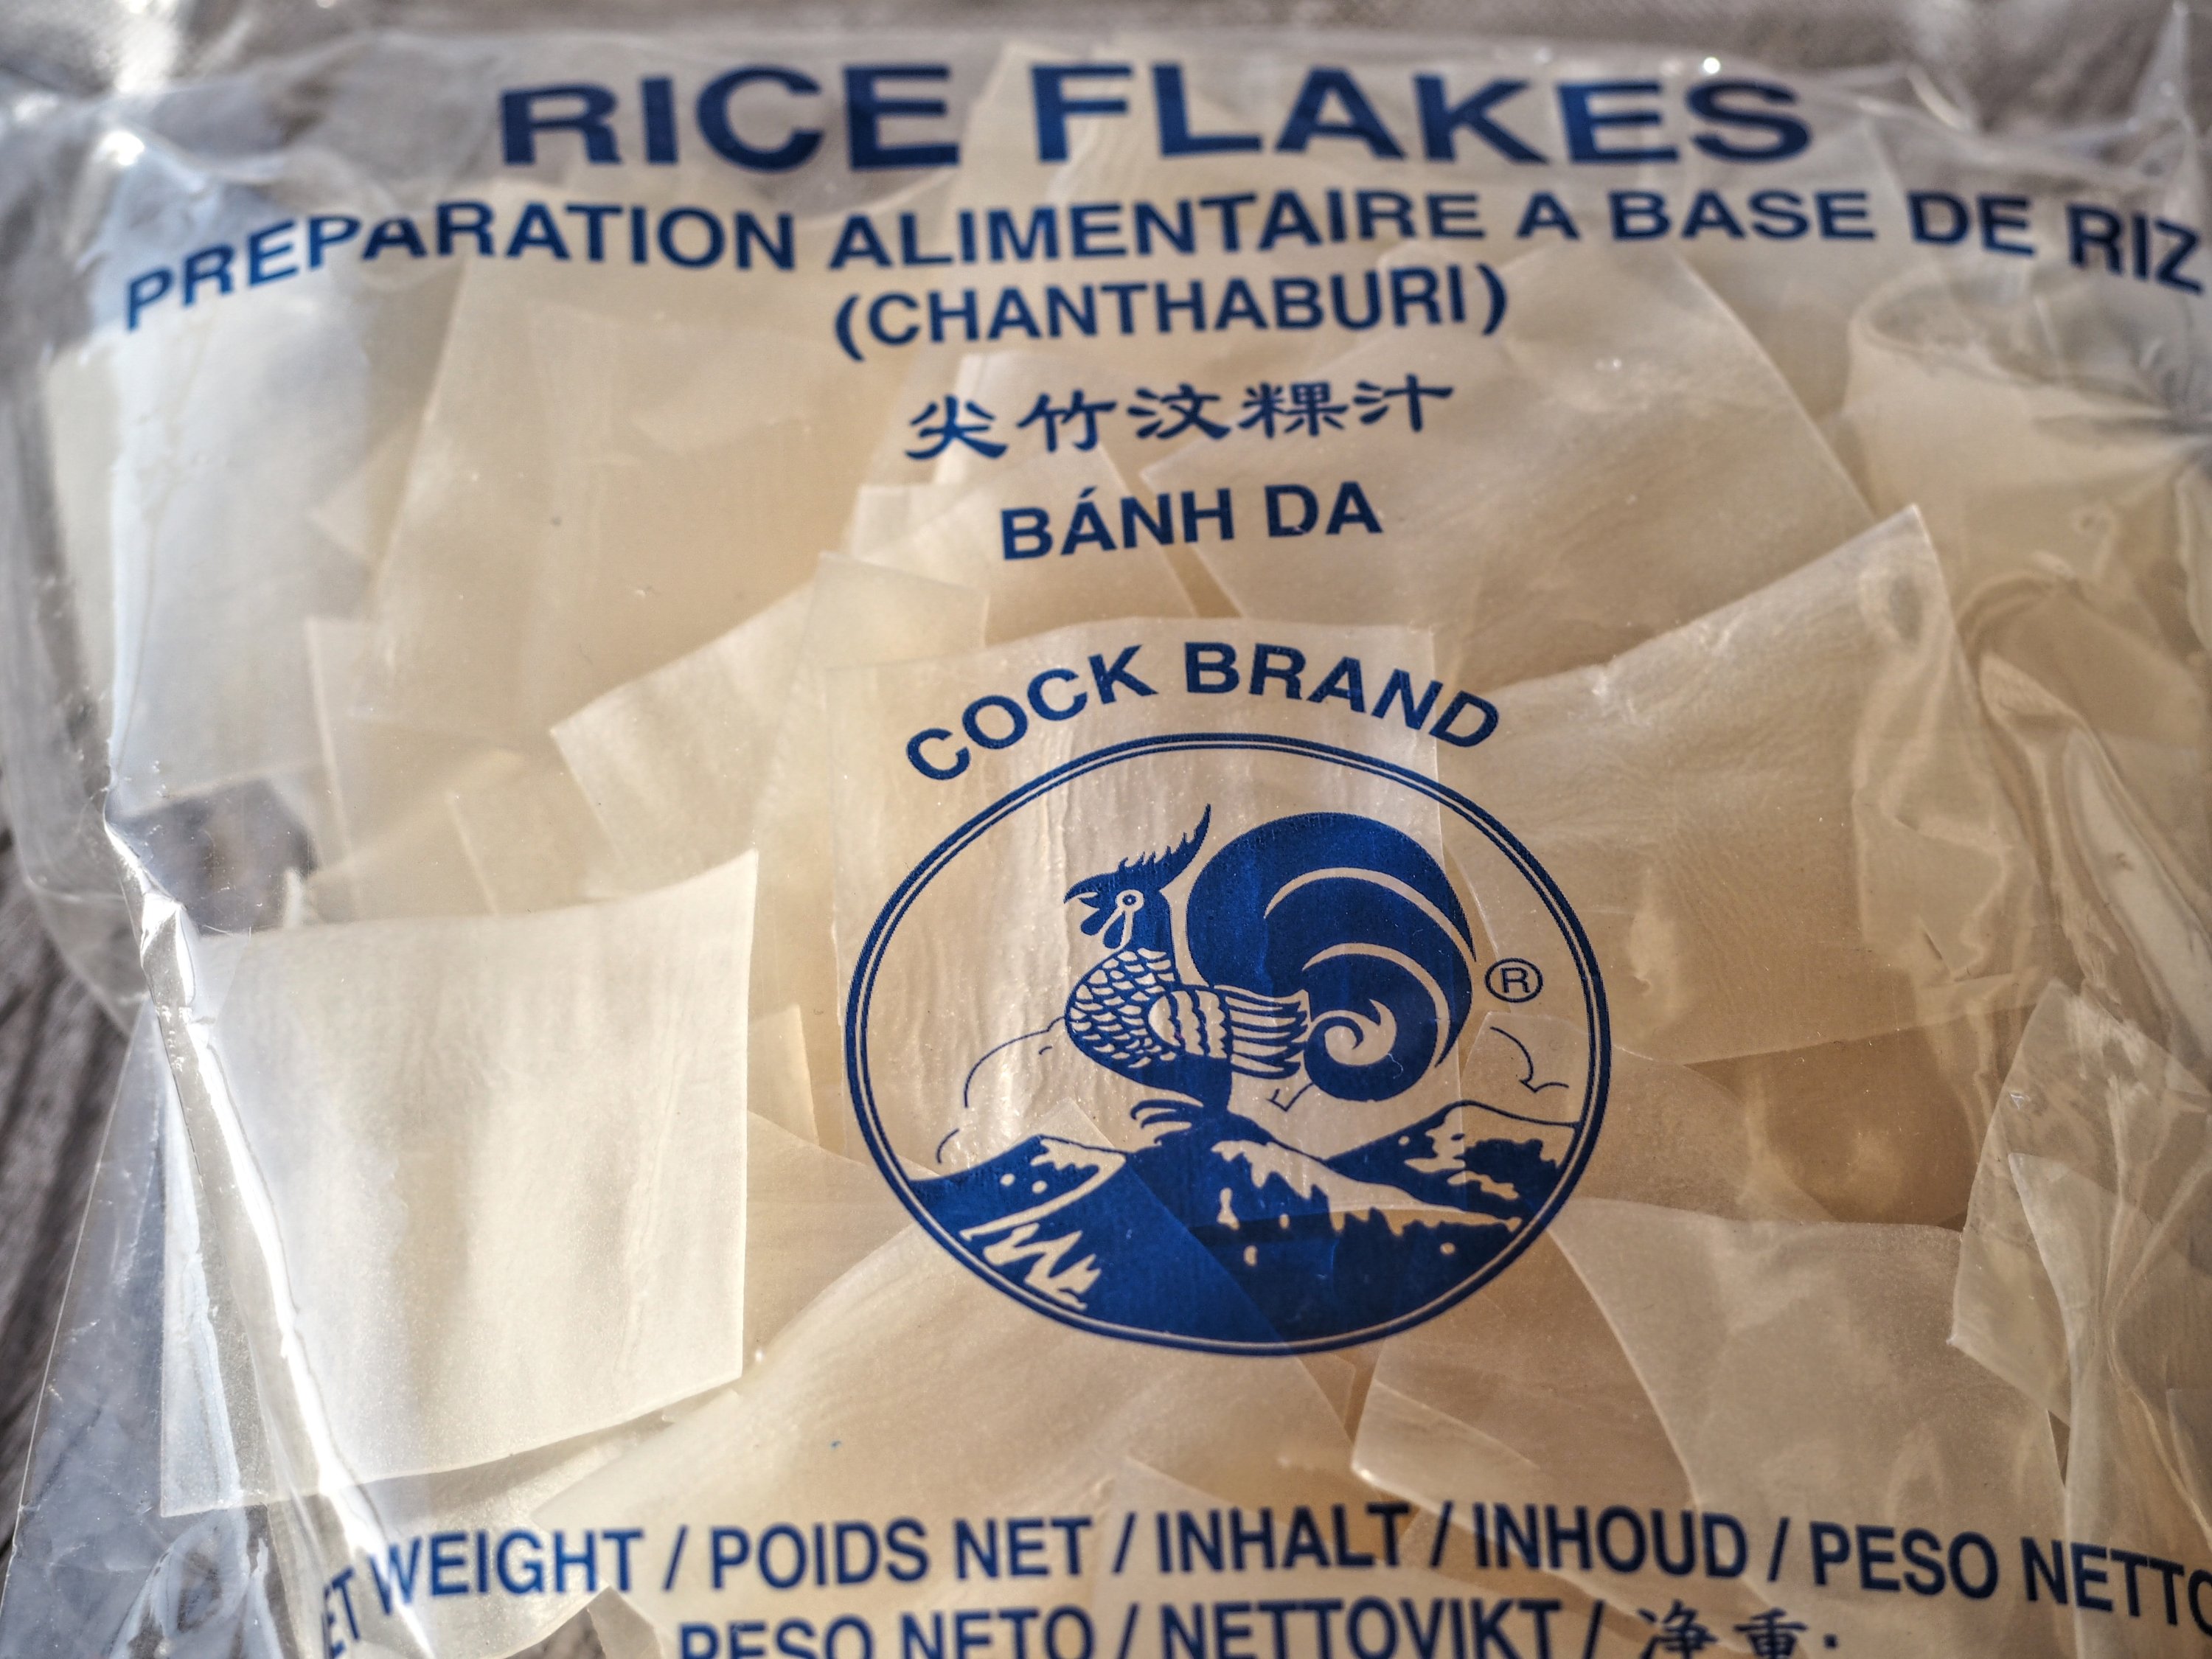 RICE FLAKES
PREPARATION ALIMENTAIRE A BASE DE RIZ
(CHANTHABURI)
尖竹汶粿汁
BÁNH DA
COCK BRAND
®
ET WEIGHT / POIDS NET / INHALT / INHOUD / PESO NETTO
PESO NETO / NETTOVIKT / 净重: